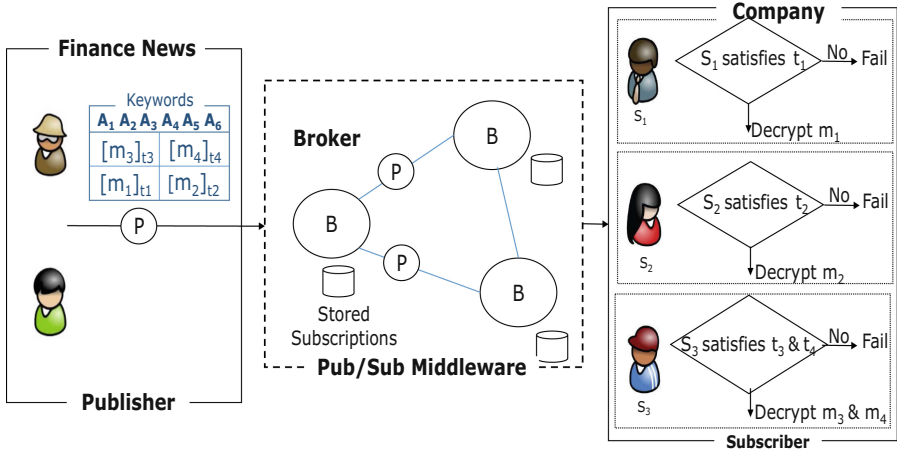 Finance News
Keywords
A1 A2 A3 A4 A5 A6
[m3]t3 [m4]t4
[m1]t1 [m2]t2
P
Publisher
Broker
B
P
B
P
B
Stored
Subscriptions
Pub/Sub Middleware
Company
S1 satisfies t1
No
Fail
S1
Decrypt m1
S2 satisfies t2
No
Fail
S2
Decrypt m2
S3 satisfies t3 & t4
No
Fail
S3
Decrypt m3 & m4
Subscriber